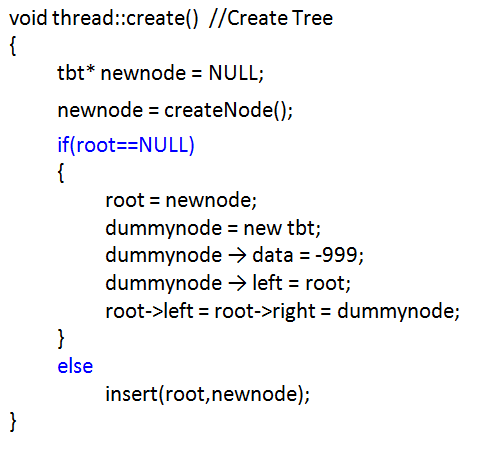 void thread::create()  //Create Tree
{
tbt* newnode = NULL;
newnode = createNode();
if(root==NULL)
{
root = newnode;
dummynode = new tbt;
dummynode → data = -999;
dummynode → left = root;
root->left = root->right = dummynode;
}
else
insert(root,newnode);
}